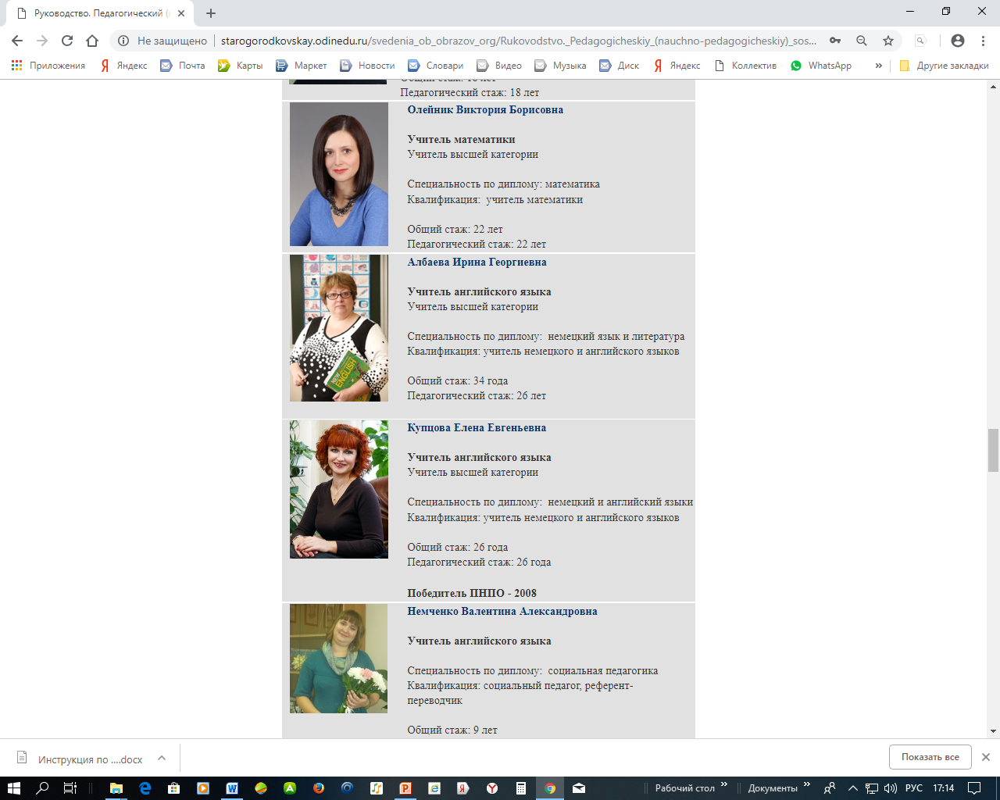 Руководство. Педагогический (
Не защищено
starogorodkovskay.odinedu.ru/svedenia_ob_obrazov_org/Rukovodstvo._Pedagogicheskiy_(nauchno-pedagogicheskiy)_sos...
Приложения Яндекс Почта Карты Маркет Новости Словари Видео Музыка Диск Яндекс Коллектив WhatsApp » Другие закладки
Общий стаж: 18 лет
Педагогический стаж: 18 лет
Олейник Виктория Борисовна
Учитель математики
Учитель высшей категории
Специальность по диплому: математика
Квалификация: учитель математики
Общий стаж: 22 лет
Педагогический стаж: 22 лет
Албаева Ирина Георгиевна
Учитель английского языка
Учитель высшей категории
Специальность по диплому: немецкий язык и литература
Квалификация: учитель немецкого и английского языков
Общий стаж: 34 года
Педагогический стаж: 26 лет
NEW
ENGLISH
Купцова Елена Евгеньевна
Учитель английского языка
Учитель высшей категории
Специальность по диплому: немецкий и английский языки
Квалификация: учитель немецкого и английского языков
Общий стаж: 26 года
Педагогический стаж: 26 года
Победитель ПНПО - 2008
Немченко Валентина Александровна
Учитель английского языка
Специальность по диплому: социальная педагогика
Квалификация: социальный педагог, референт-
переводчик
Общий стаж: 9 лет
Инструкция по ....docx
Показать все
Рабочий стол » Документы » РУС 17:14